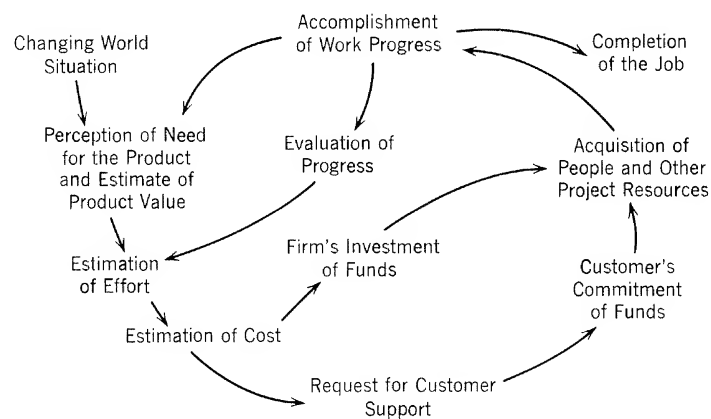 Accomplishment
of Work Progress
Changing World
Situation
Completion
of the Job
Perception of Need
for the Product
and Estimate of
Product Value
Evaluation of
Progress
Acquisition of
People and Other
Project Resources
Firm's Investment
of Funds
Estimation
of Effort
Customer's
Commitment
of Funds
Estimation of Cost
Request for Customer
Support